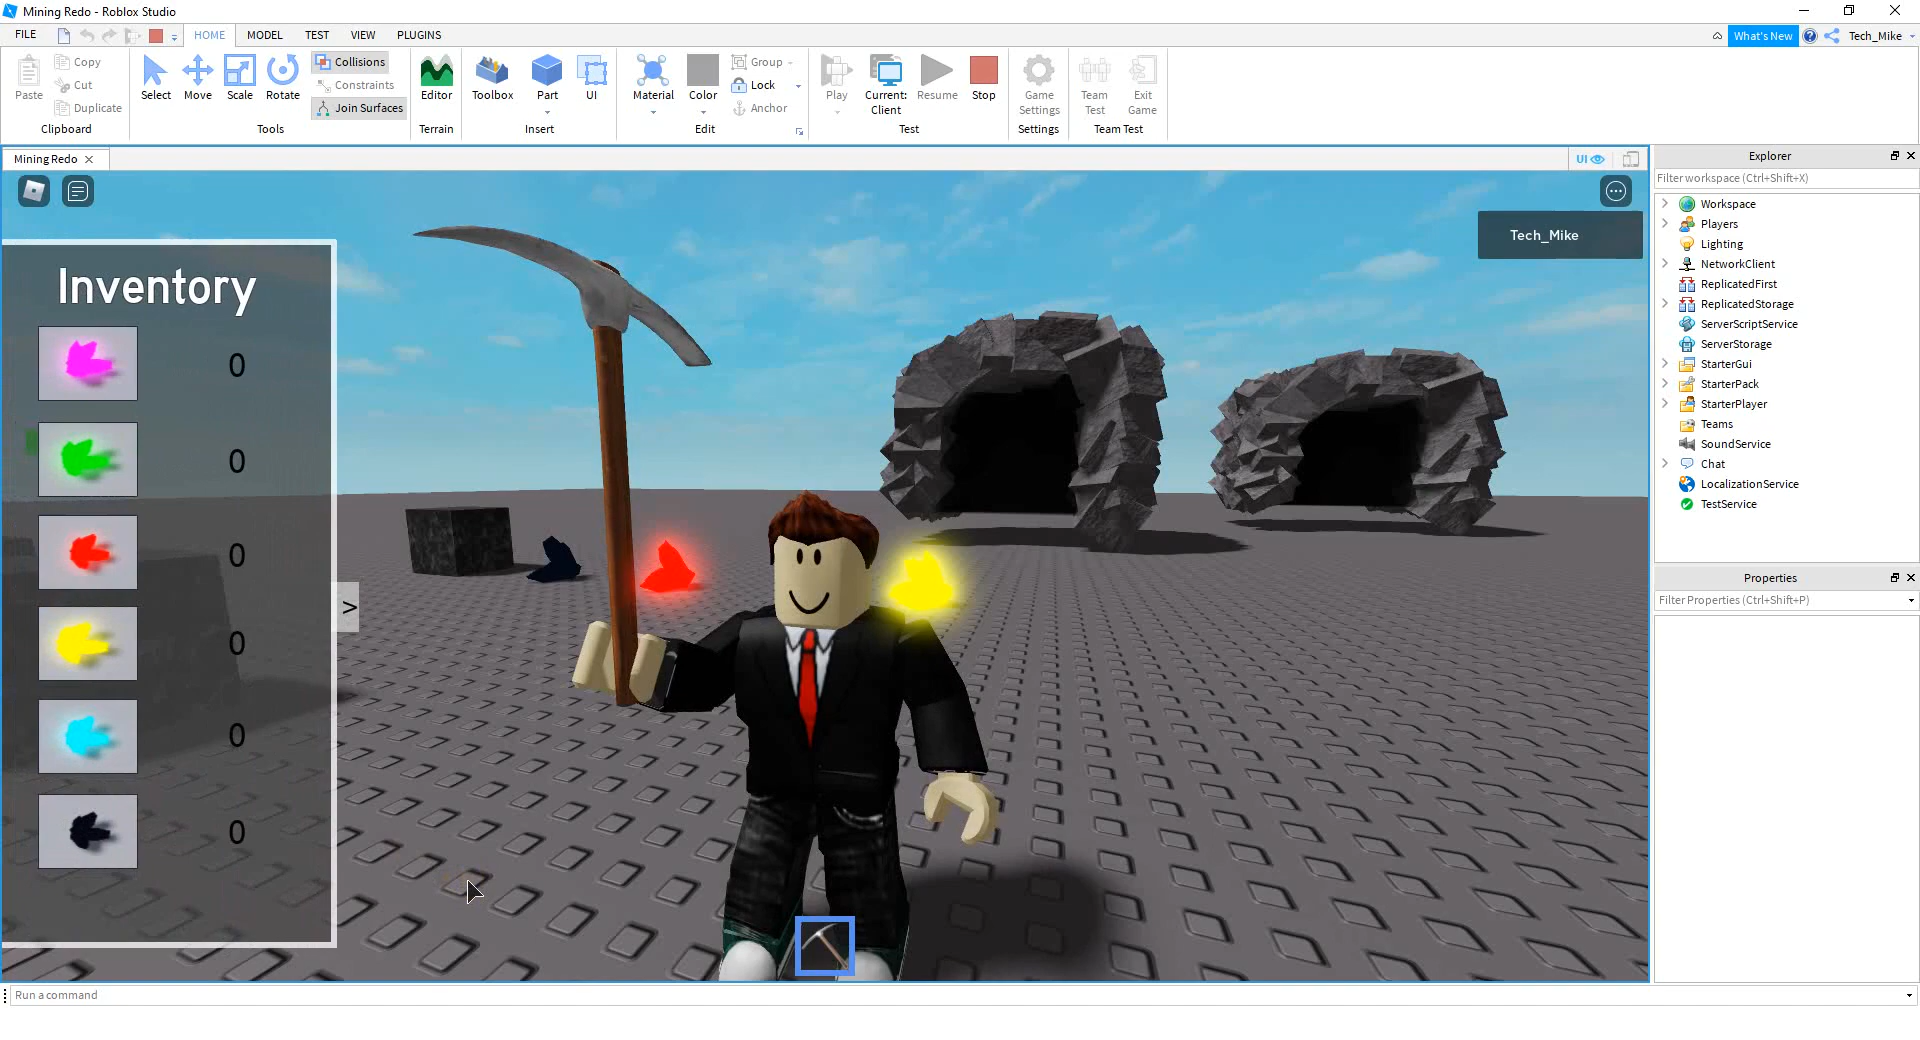 Mining Redo - Roblox Studio
FILE
HOME
MODEL
TEST
VIEW
PLUGINS
What's New
Tech_Mike
Paste
Copy
Cut
Duplicate
Clipboard
Select
Move
Scale
Rotate
Collisions
Constraints
Join Surfaces
Tools
Editor
Terrain
Toolbox
Part
UI
Insert
Material
Color
Group
Lock
Anchor
Edit
Play
Current:
Client
Resume
Stop
Test
Game
Settings
Settings
Team
Test
Exit
Game
Team Test
Mining Redo
UI
Tech_Mike
Inventory
0
0
0
0
0
0
>
Explorer
Filter workspace (Ctrl+Shift+X)
Workspace
Players
Lighting
NetworkClient
ReplicatedFirst
ReplicatedStorage
ServerScriptService
ServerStorage
StarterGui
StarterPack
StarterPlayer
Teams
SoundService
Chat
LocalizationService
TestService
Properties
Filter Properties (Ctrl+Shift+P)
Run a command